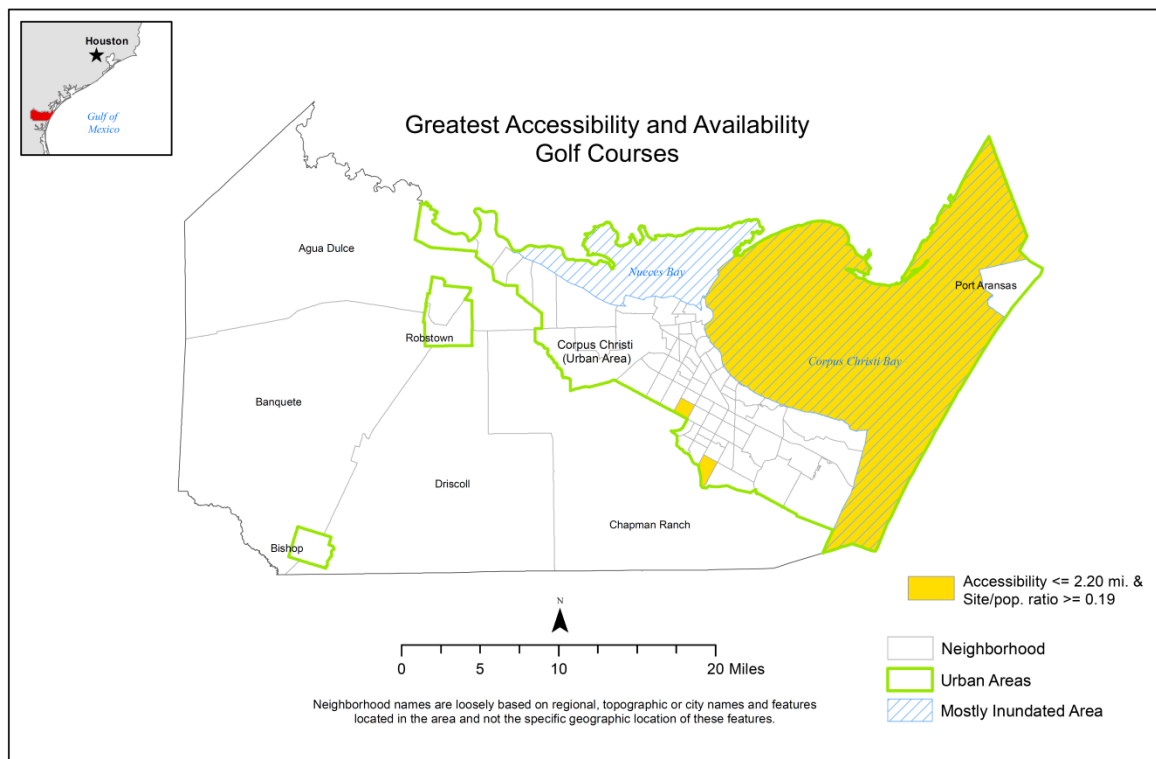 Houston
Gulf of
Mexico
Greatest Accessibility and Availability
Golf Courses
Agua Dulce
Nueces Bay
Port Aransas
Robstown
Corpus Christi
(Urban Area)
Corpus Christi Bay
Banquete
Driscoll
Chapman Ranch
Bishop
Accessibility <= 2.20 mi. &
Site/pop. ratio >= 0.19
N
0 5 10 20 Miles
Neighborhood
Urban Areas
Mostly Inundated Area
Neighborhood names are loosely based on regional, topographic or city names and features
located in the area and not the specific geographic location of these features.